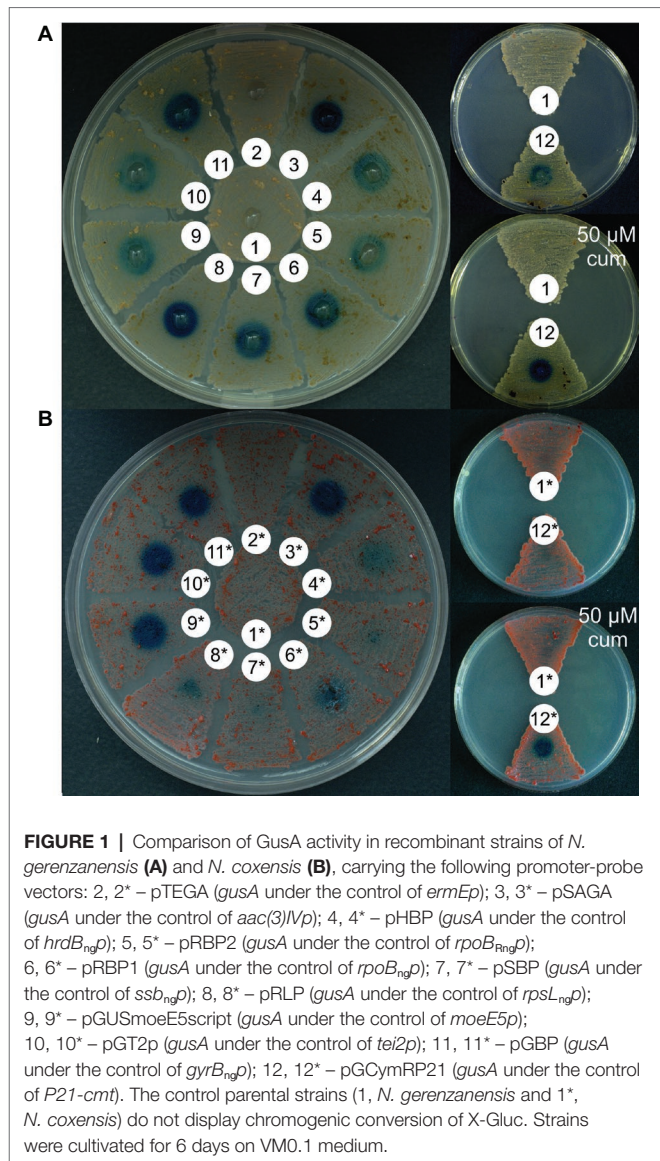 A
2
11
3
10
4
9
5
8
6
1
7
1
12
50 μM
cum
1
12
B
2*
11*
3*
10*
4*
9*
5*
8*
6*
1*
7*
1*
12*
50 μM
cum
1*
12*
FIGURE 1 | Comparison of GusA activity in recombinant strains of N.
gerenzanensis (A) and N. coxensis (B), carrying the following promoter-probe
vectors: 2, 2* – pTEGA (gusA under the control of ermEp); 3, 3* – pSAGA
(gusA under the control of aac(3)IVp); 4, 4* – pHBP (gusA under the control
of hrdBngp); 5, 5* – pRBP2 (gusA under the control of rpoBRngp);
6, 6* – pRBP1 (gusA under the control of rpoBngp); 7, 7* – pSBP (gusA under
the control of ssbngp); 8, 8* – pRLP (gusA under the control of rpsLngp);
9, 9* – pGUSmoeE5script (gusA under the control of moeE5p);
10, 10* – pGT2p (gusA under the control of tei2p); 11, 11* – pGBP (gusA
under the control of gyrBngp); 12, 12* – pGCymRP21 (gusA under the control
of P21-cmt). The control parental strains (1, N. gerenzanensis and 1*,
N. coxensis) do not display chromogenic conversion of X-Gluc. Strains
were cultivated for 6 days on VM0.1 medium.